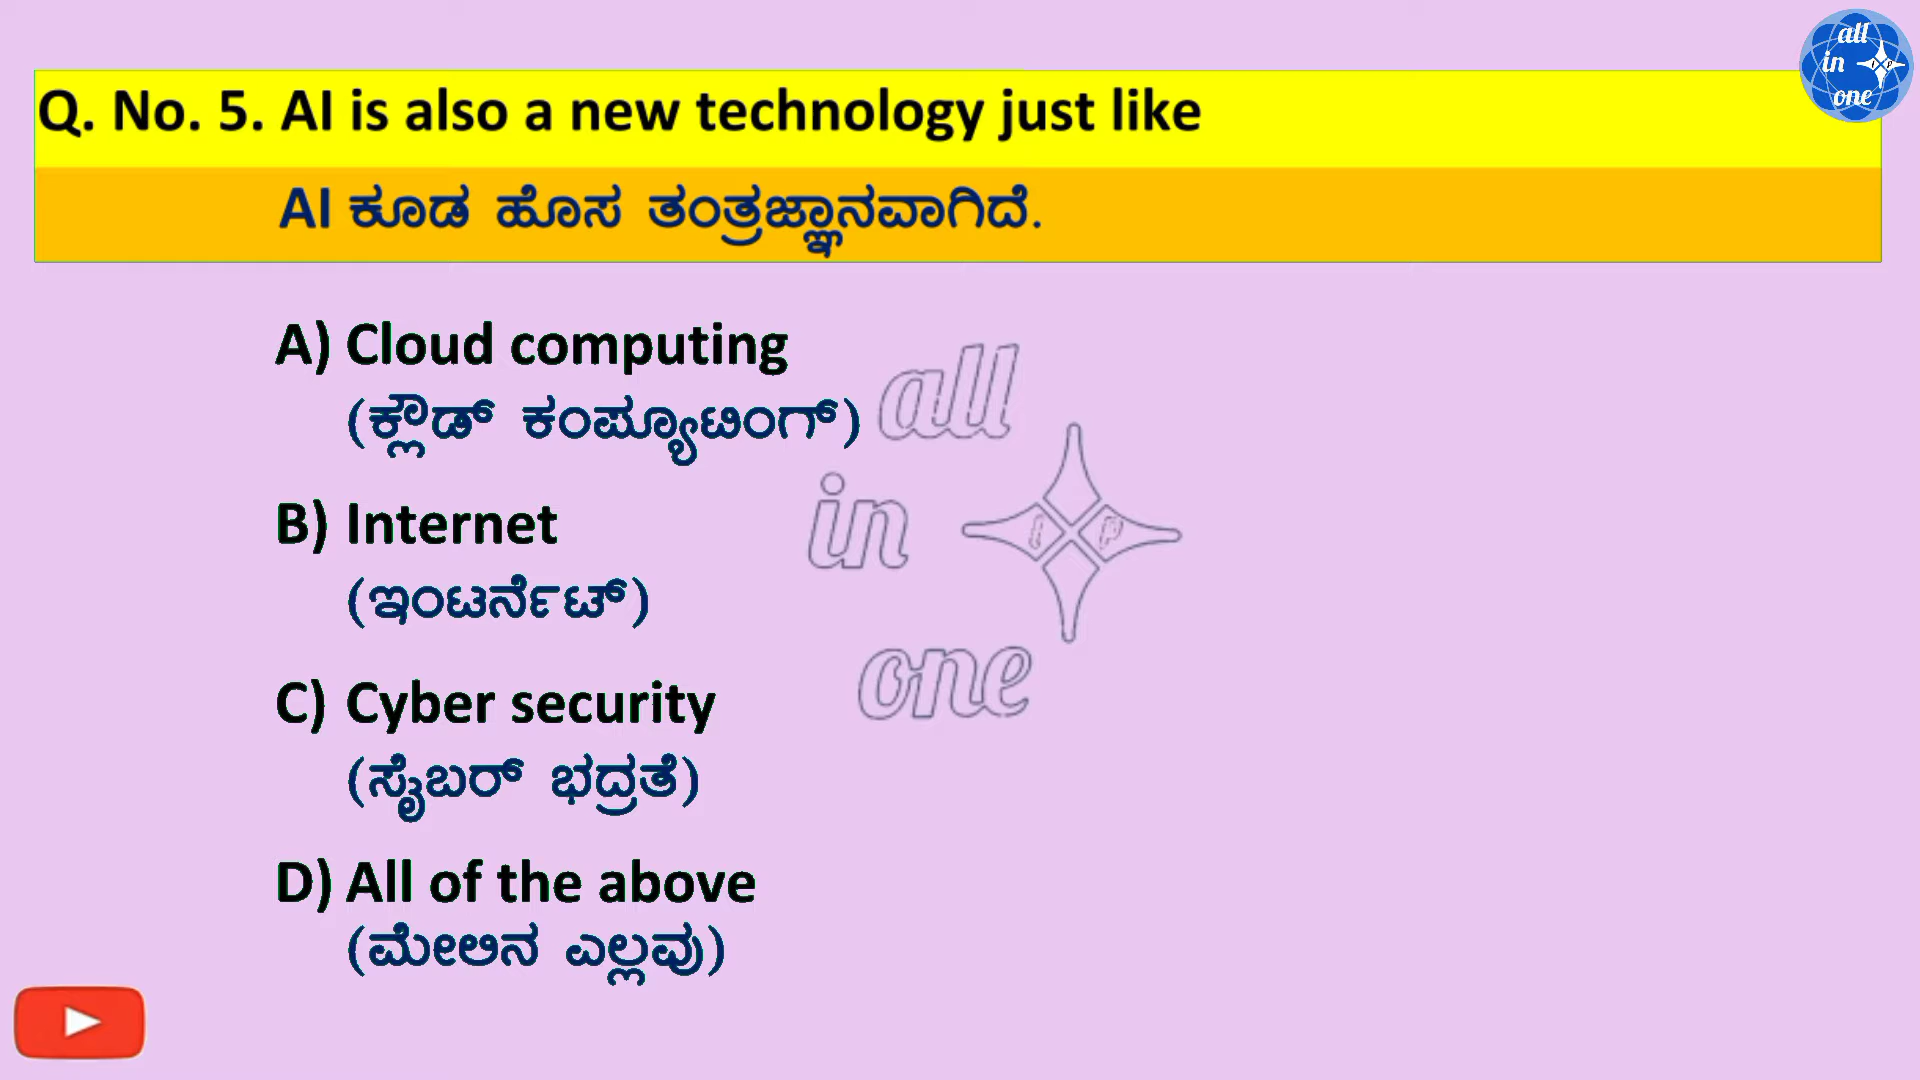 all
in
one
Q. No. 5. AI is also a new technology just like
AI ಕೂಡ ಹೊಸ ತಂತ್ರಜ್ಞಾನವಾಗಿದೆ.
A) Cloud computing
(ಕ್ಲೌಡ್ ಕಂಪ್ಯೂಟಿಂಗ್)
B) Internet
(ಇಂಟರ್ನೆಟ್)
C) Cyber security
(ಸೈಬರ್ ಭದ್ರತೆ)
D) All of the above
(ಮೇಲಿನ ಎಲ್ಲವು)
all
in
one